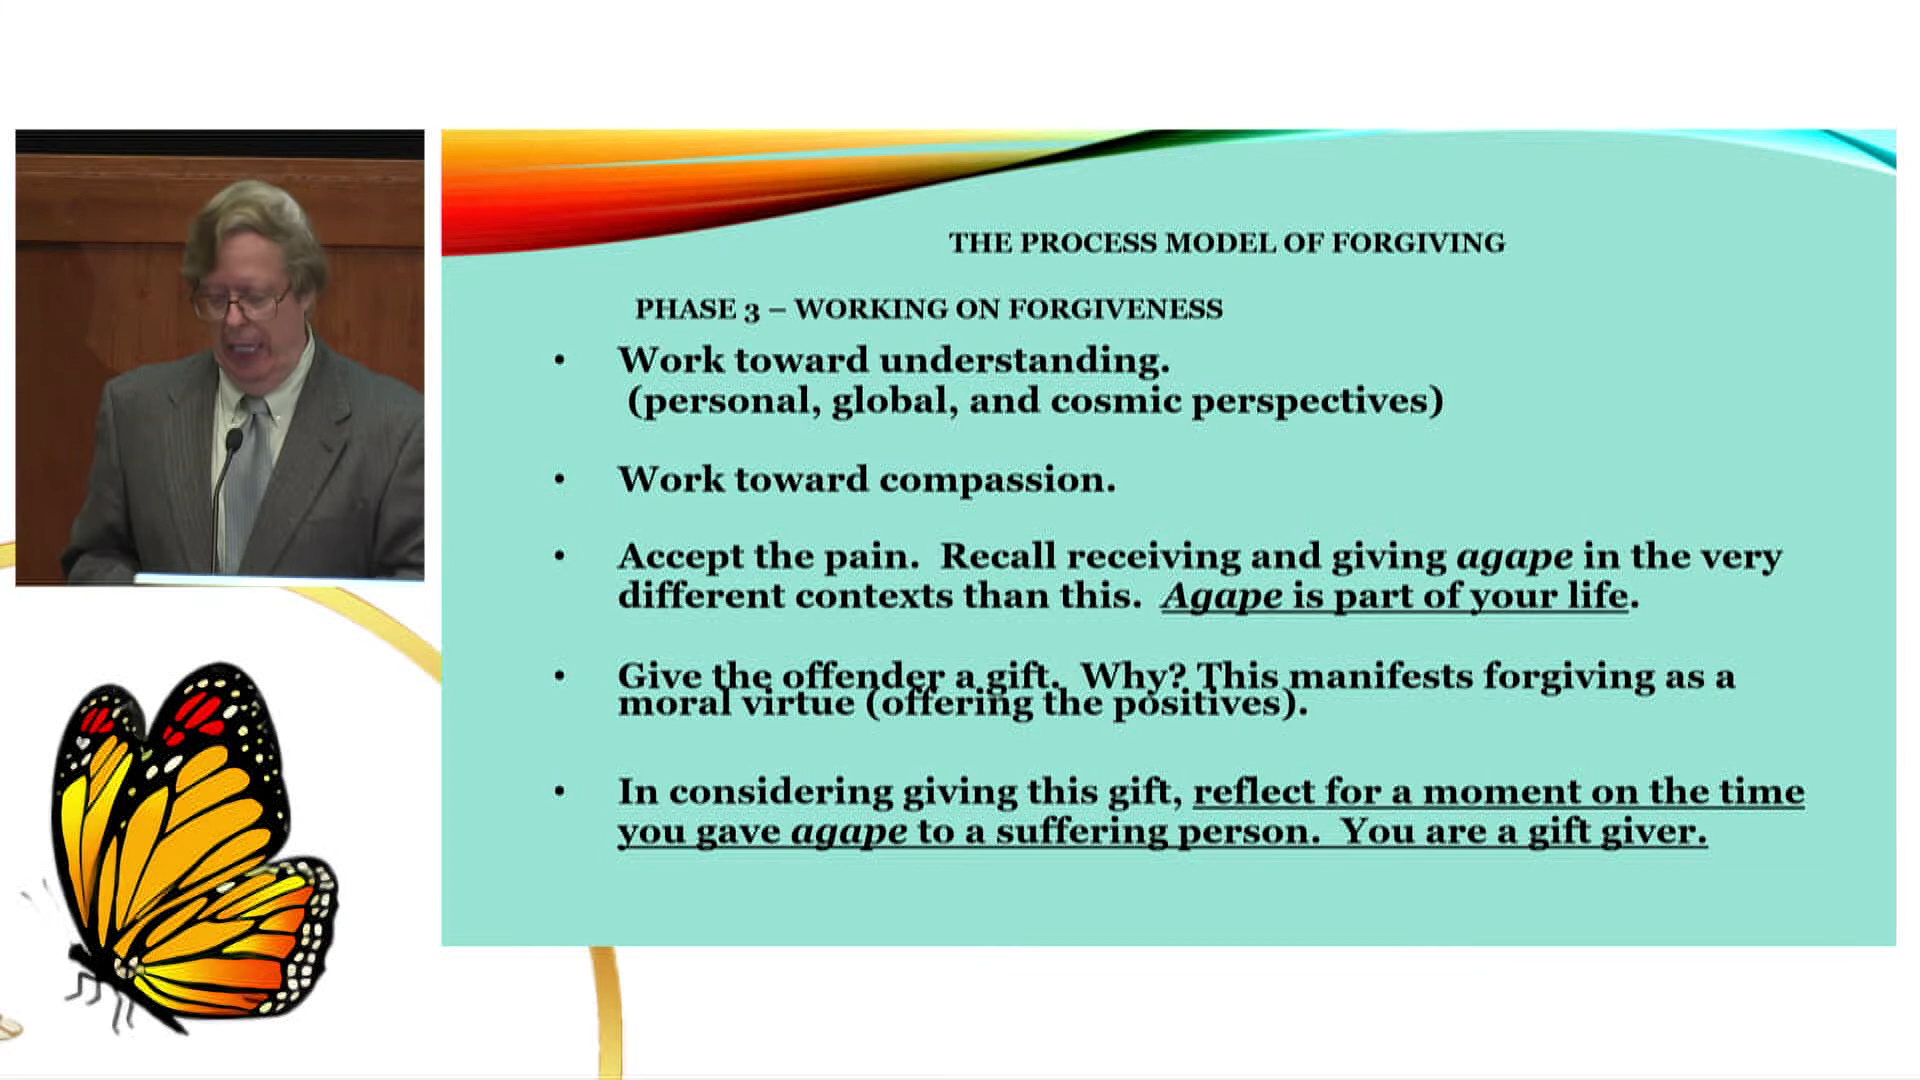 THE PROCESS MODEL OF FORGIVING
PHASE 3 – WORKING ON FORGIVENESS
• Work toward understanding.
(personal, global, and cosmic perspectives)
• Work toward compassion.
• Accept the pain.  Recall receiving and giving agape in the very
different contexts than this.  Agape is part of your life.
• Give the offender a gift.  Why? This manifests forgiving as a
moral virtue (offering the positives).
• In considering giving this gift, reflect for a moment on the time
you gave agape to a suffering person.  You are a gift giver.